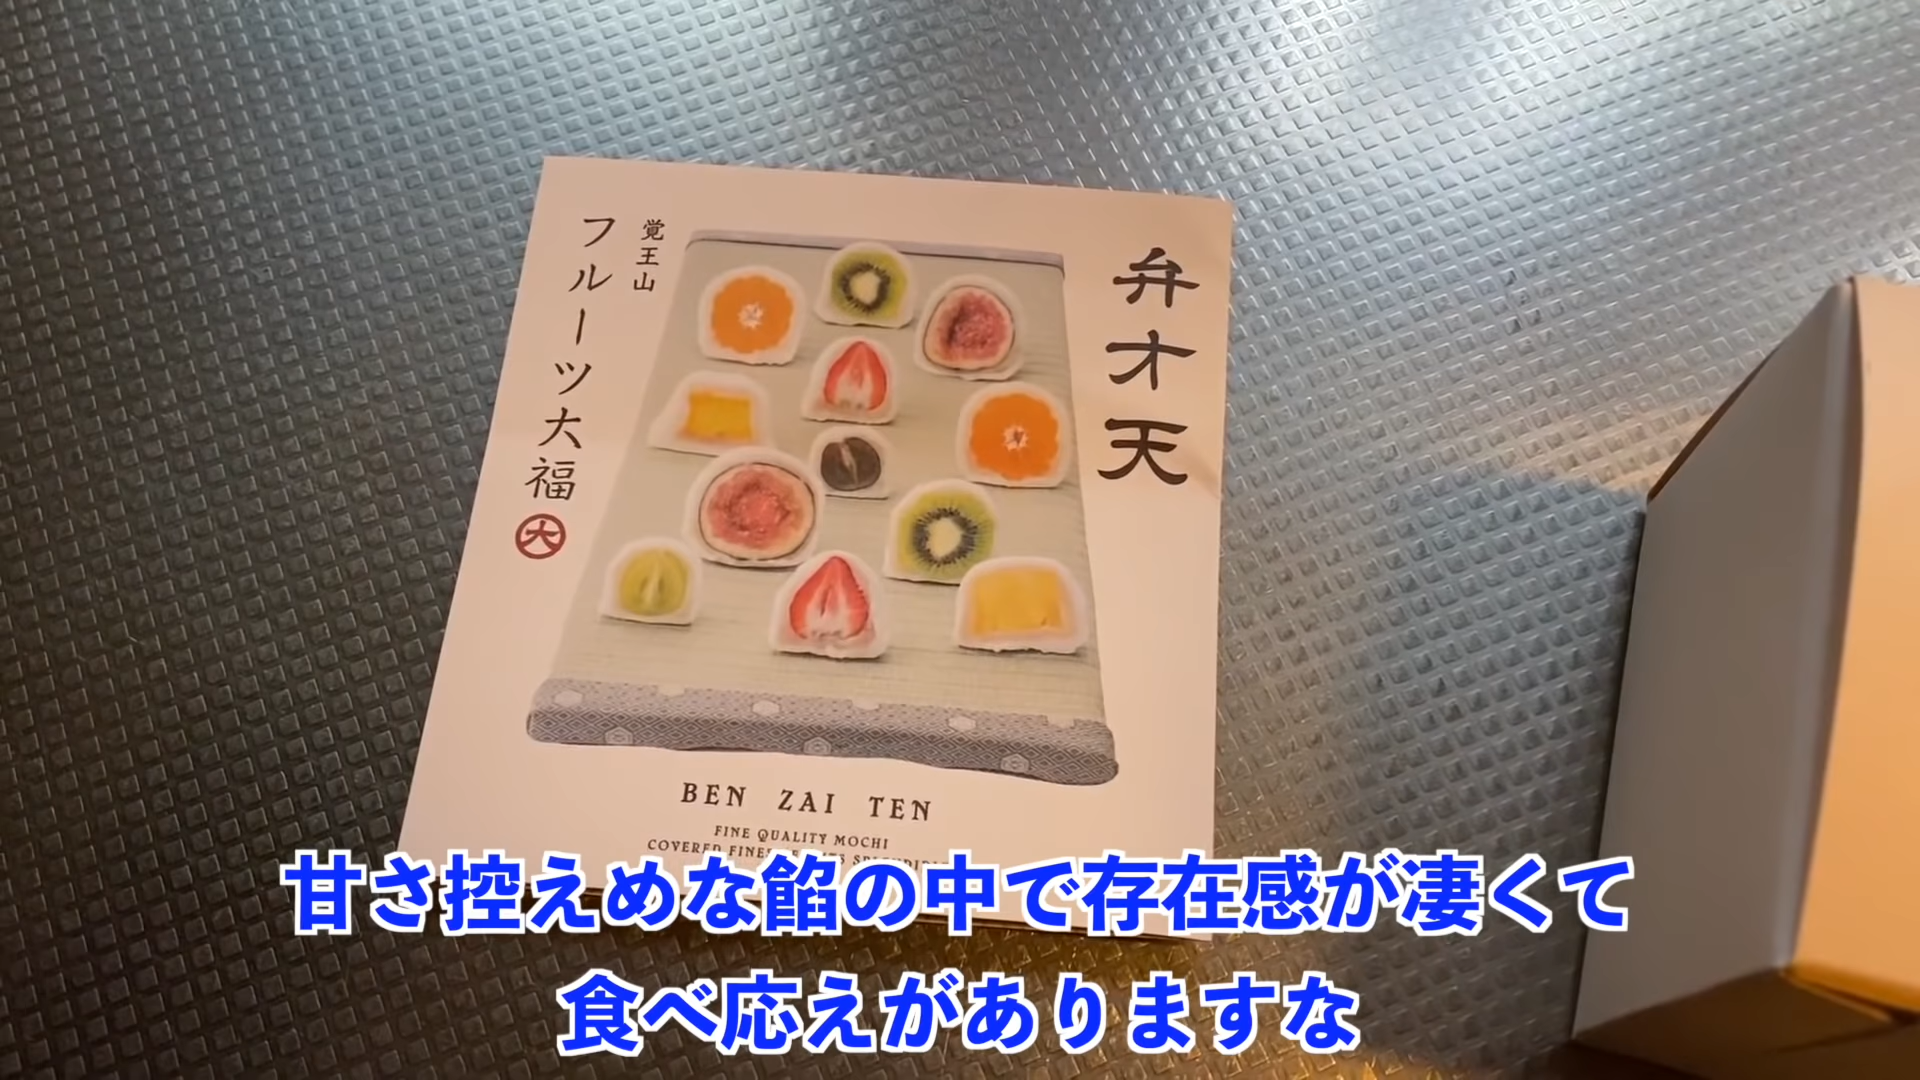 弁才天
覚王山
フルーツ大福
大
BEN ZAI TEN
FINE QUALITY MOCHI
COVERED
甘さ控えめな餡の中で存在感が凄くて
食べ応えがありますな